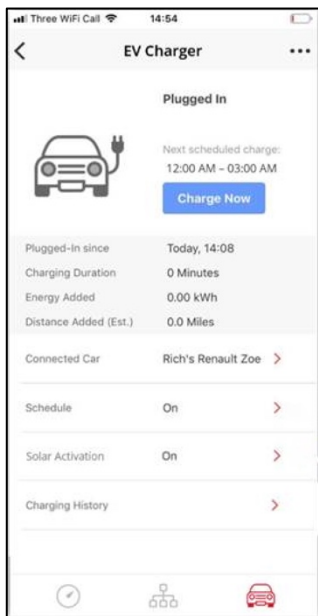 Three WiFi Call 14:54
EV Charger
Plugged In
Next scheduled charge:
12:00 AM – 03:00 AM
Charge Now
Plugged-In since Today, 14:08
Charging Duration 0 Minutes
Energy Added 0.00 kWh
Distance Added (Est.) 0.0 Miles
Connected Car Rich's Renault Zoe
Schedule On
Solar Activation On
Charging History